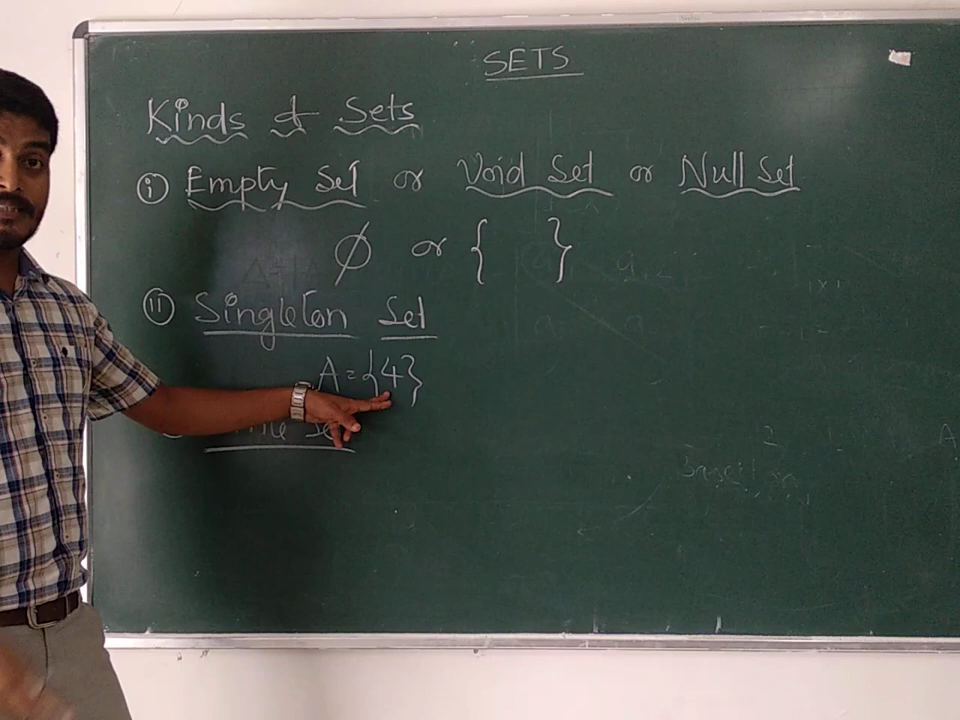 SETS
Kinds of Sets
(i) Empty Set or Void Set or Null Set
∅ or { }
(ii) Singleton Set
A = {4}